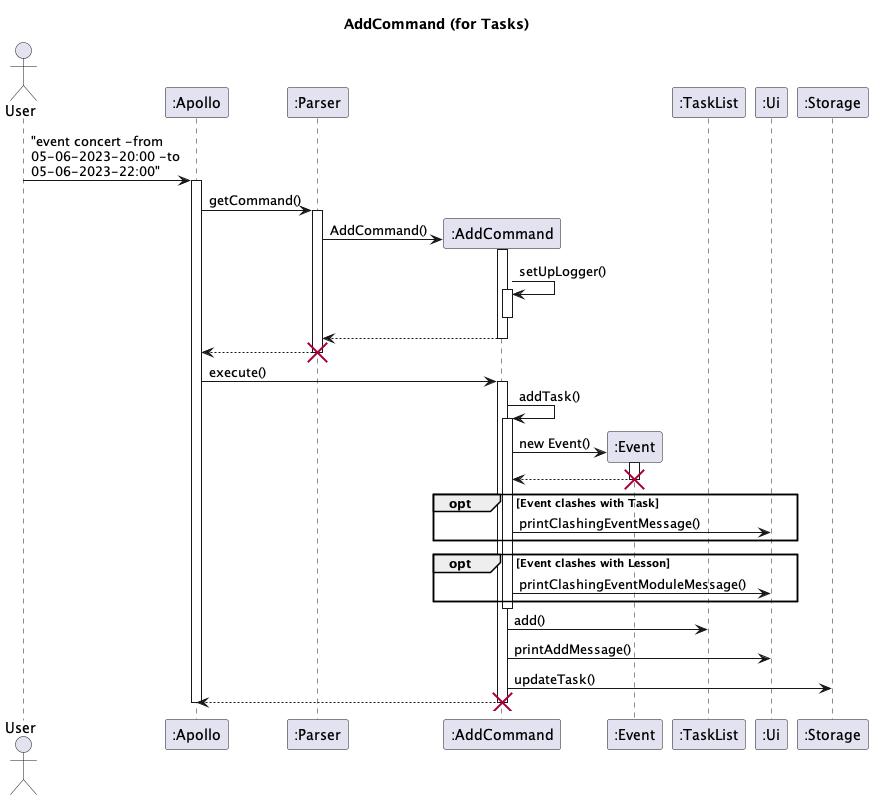 AddCommand (for Tasks)
User
:Apollo
:Parser
:TaskList
:Ui
:Storage
"event concert -from
05-06-2023-20:00 -to
05-06-2023-22:00"
getCommand()
AddCommand()
:AddCommand
setUpLogger()
execute()
addTask()
new Event()
:Event
opt
[Event clashes with Task]
printClashingEventMessage()
opt
[Event clashes with Lesson]
printClashingEventModuleMessage()
add()
printAddMessage()
updateTask()
User
:Apollo
:Parser
:AddCommand
:Event
:TaskList
:Ui
:Storage